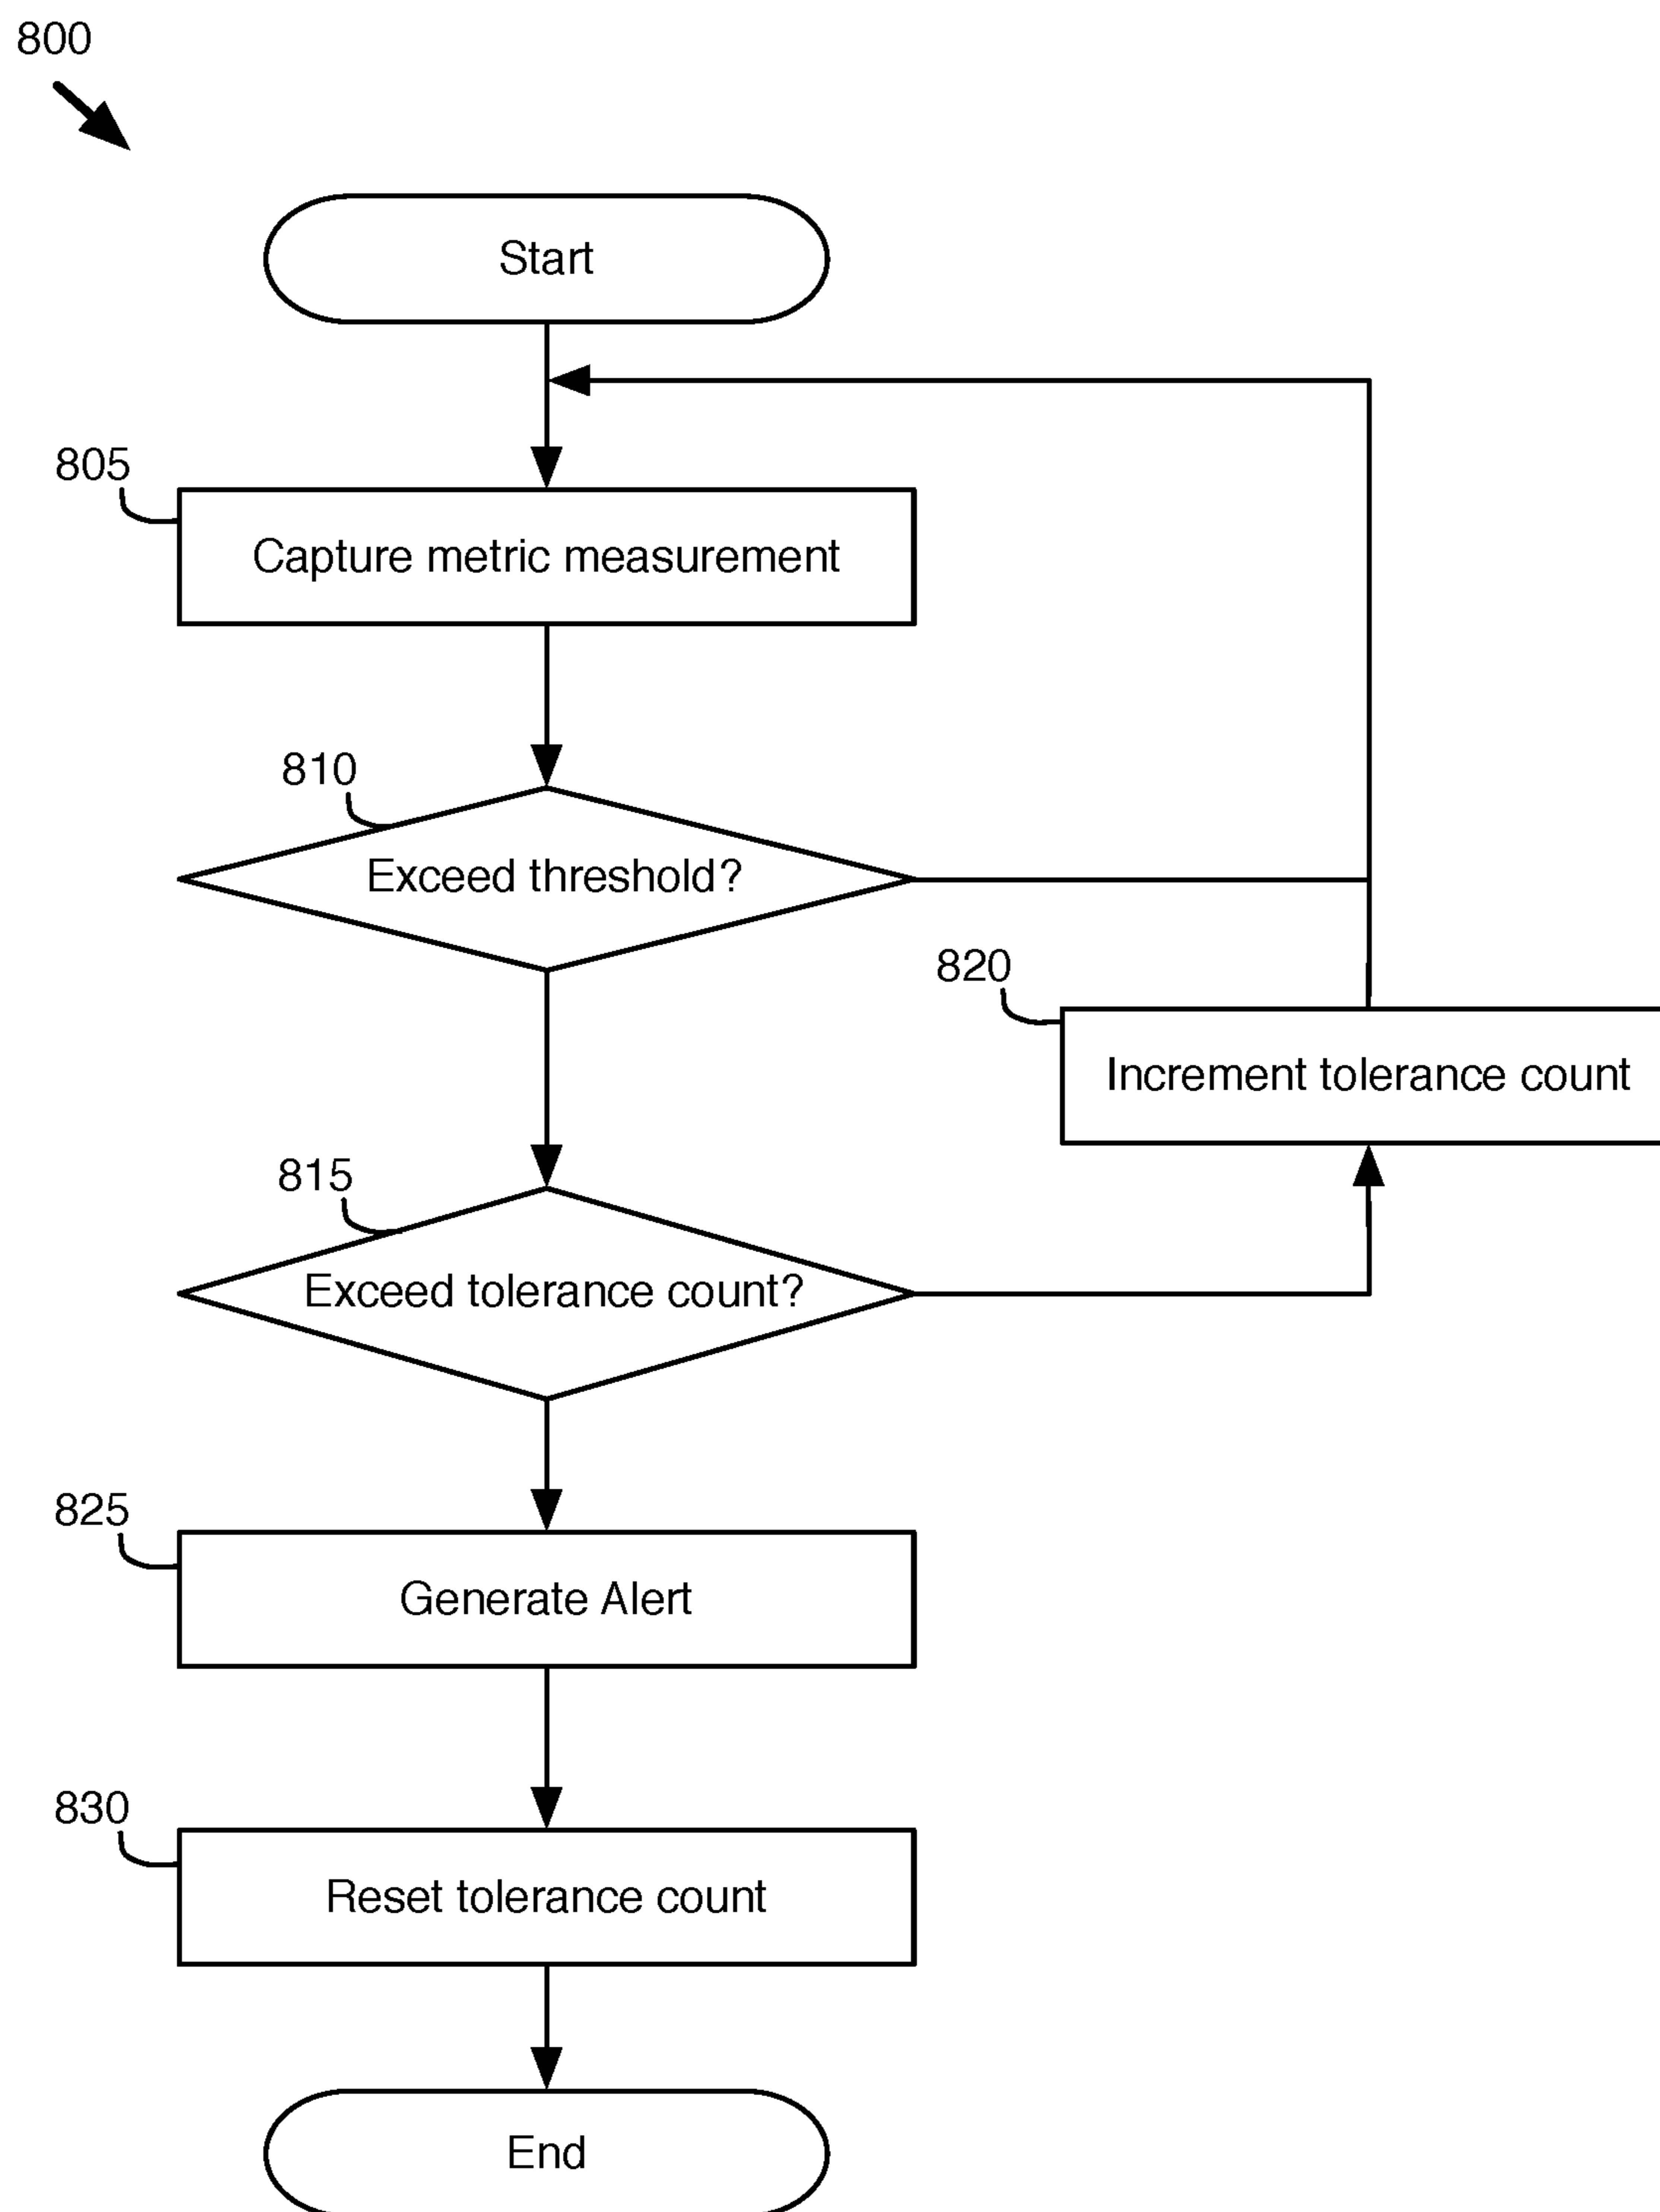 800
Start
805
Capture metric measurement
810
Exceed threshold?
820
Increment tolerance count
815
Exceed tolerance count?
825
Generate Alert
830
Reset tolerance count
End